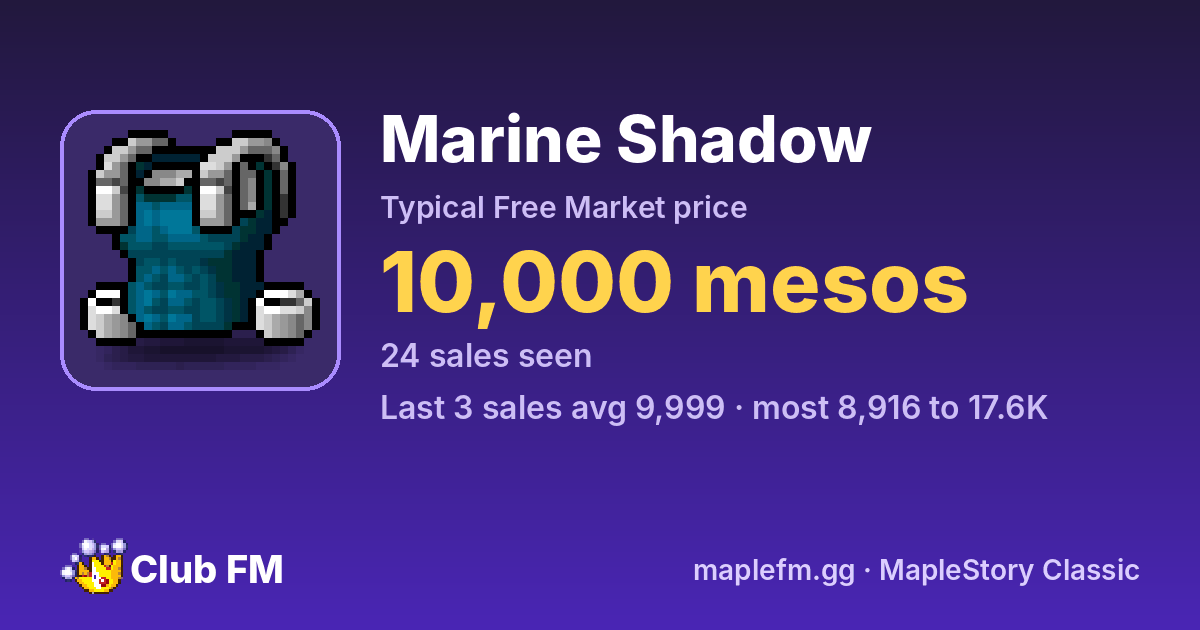 Marine Shadow
Typical Free Market price
10,000 mesos
24 sales seen
Last 3 sales avg 9,999 · most 8,916 to 17.6K
Club FM
maplefm.gg · MapleStory Classic